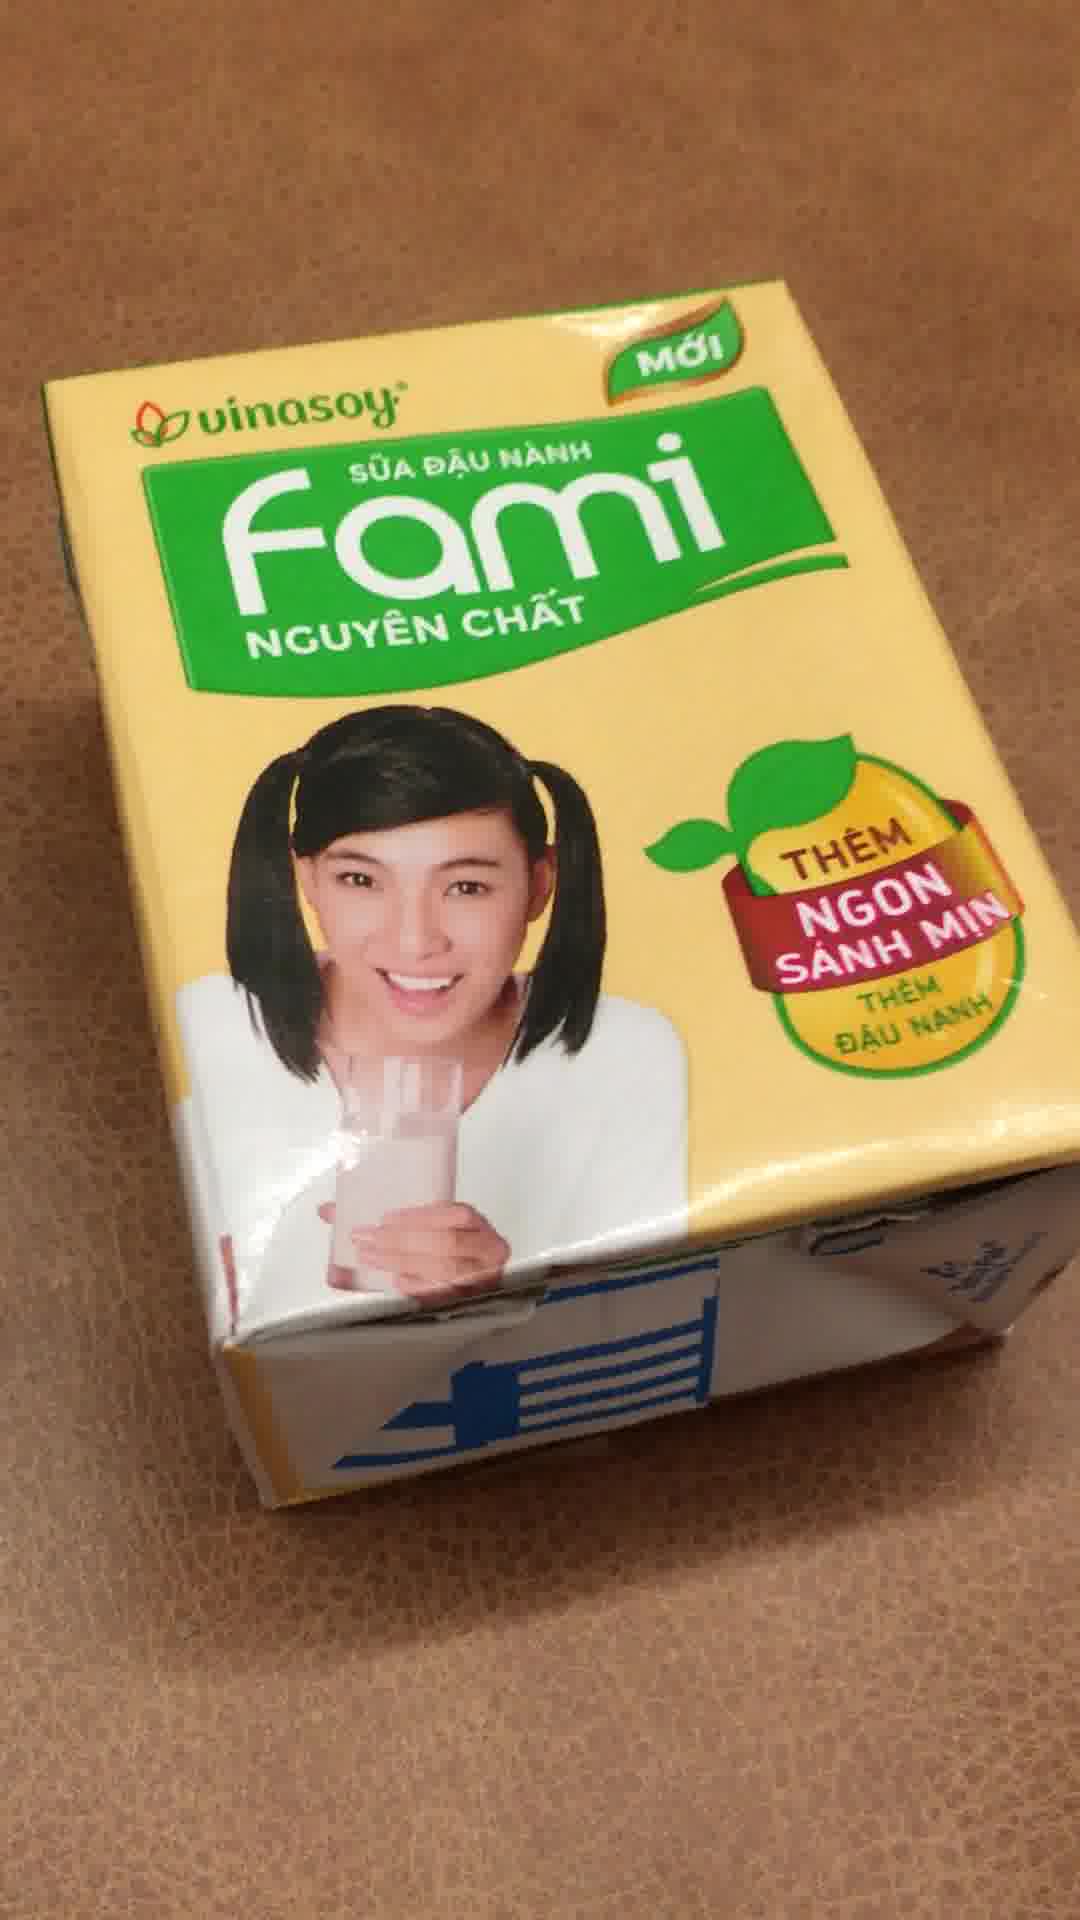 vinasoy
MỚI
SỮA ĐẬU NÀNH
Fami
NGUYÊN CHẤT
THÊM
NGON
SÁNH MỊN
THÊM
ĐẬU NÀNH